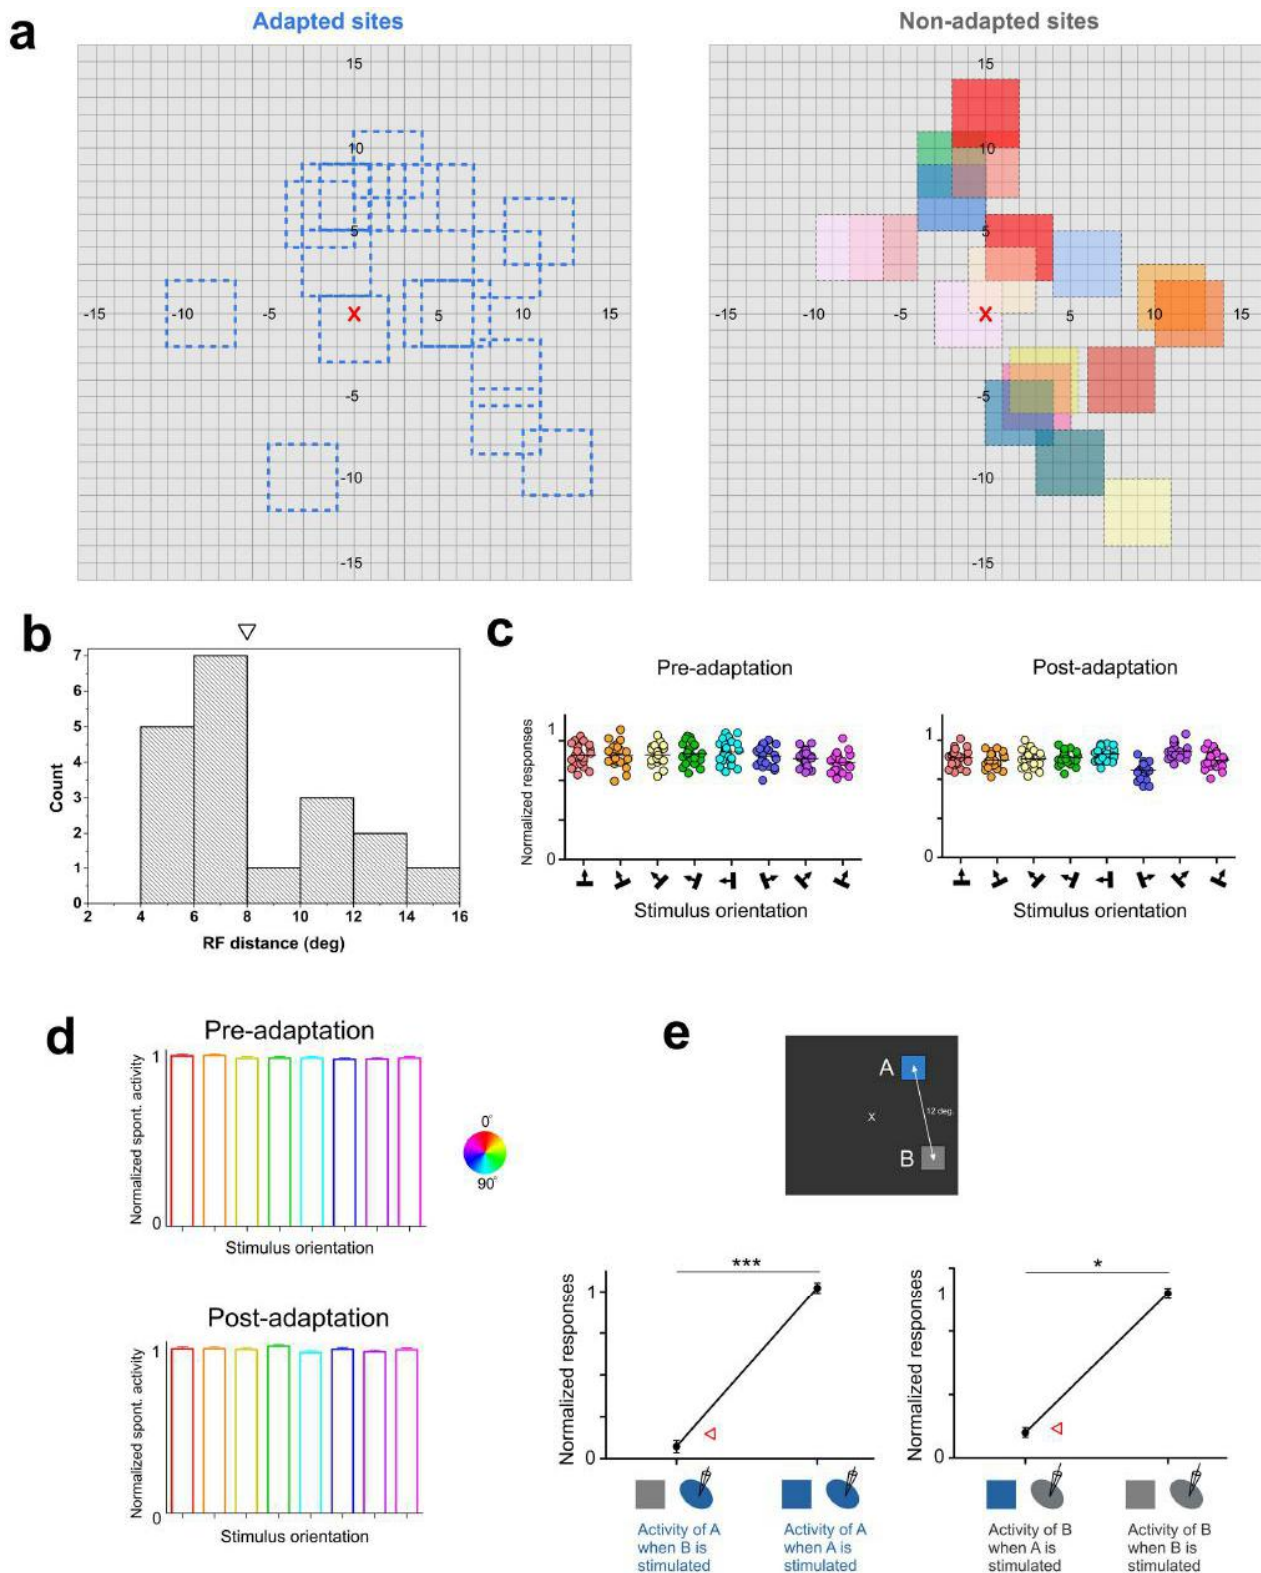 a
Adapted sites
Non-adapted sites
15
10
5
-15
-10
-5
X
5
10
15
-5
-10
-15
15
10
5
-15
-10
-5
X
5
10
15
-5
-10
-15
b
7
6
5
4
3
2
1
0
Count
2
4
6
8
10
12
14
16
RF distance (deg)
c
Pre-adaptation
Post-adaptation
Normalized responses
1
0
1
0
Stimulus orientation
Stimulus orientation
d
Pre-adaptation
Normalized spont. activity
1
0
Stimulus orientation
0°
90°
Post-adaptation
Normalized spont. activity
1
0
Stimulus orientation
e
A
12 deg.
X
B
Normalized responses
1
0
***
Activity of A
when B is
stimulated
Activity of A
when A is
stimulated
Normalized responses
1
0
*
Activity of B
when A is
stimulated
Activity of B
when B is
stimulated